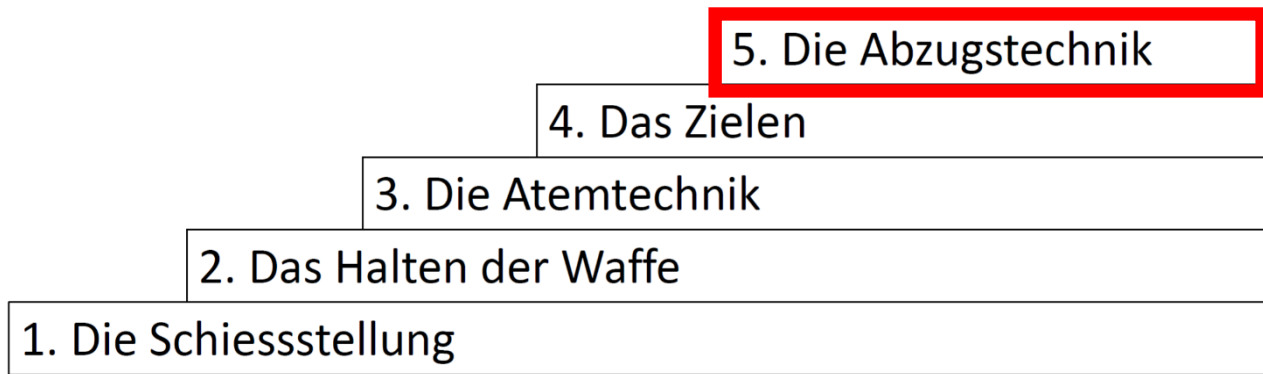 5. Die Abzugstechnik
4. Das Zielen
3. Die Atemtechnik
2. Das Halten der Waffe
1. Die Schiessstellung